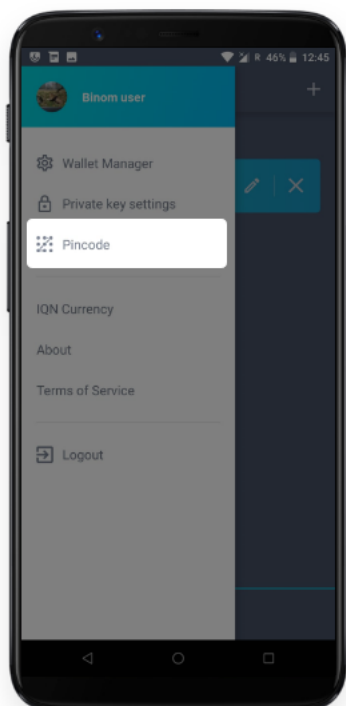 R 46% 12:45
Binom user
Wallet Manager
Private key settings
Pincode
IQN Currency
About
Terms of Service
Logout